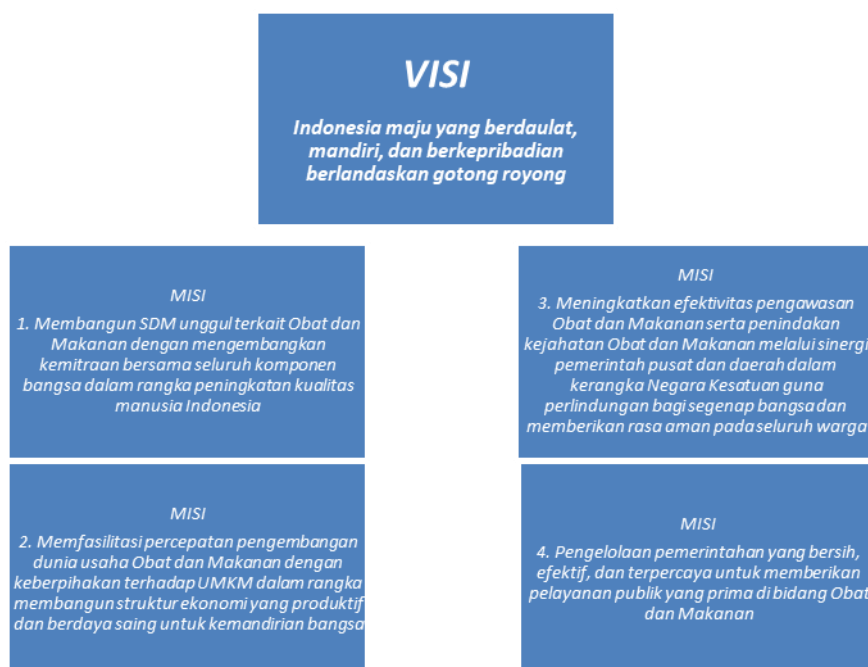 VISI
Indonesia maju yang berdaulat,
mandiri, dan berkepribadian
berlandaskan gotong royong
MISI
1. Membangun SDM unggul terkait Obat dan
Makanan dengan mengembangkan
kemitraan bersama seluruh komponen
bangsa dalam rangka peningkatan kualitas
manusia Indonesia
MISI
2. Memfasilitasi percepatan pengembangan
dunia usaha Obat dan Makanan dengan
keberpihakan terhadap UMKM dalam rangka
membangun struktur ekonomi yang produktif
dan berdaya saing untuk kemandirian bangsa
MISI
3. Meningkatkan efektivitas pengawasan
Obat dan Makanan serta penindakan
kejahatan Obat dan Makanan melalui sinergi
pemerintah pusat dan daerah dalam
kerangka Negara Kesatuan guna
perlindungan bagi segenap bangsa dan
memberikan rasa aman pada seluruh warga
MISI
4. Pengelolaan pemerintahan yang bersih,
efektif, dan terpercaya untuk memberikan
pelayanan publik yang prima di bidang Obat
dan Makanan